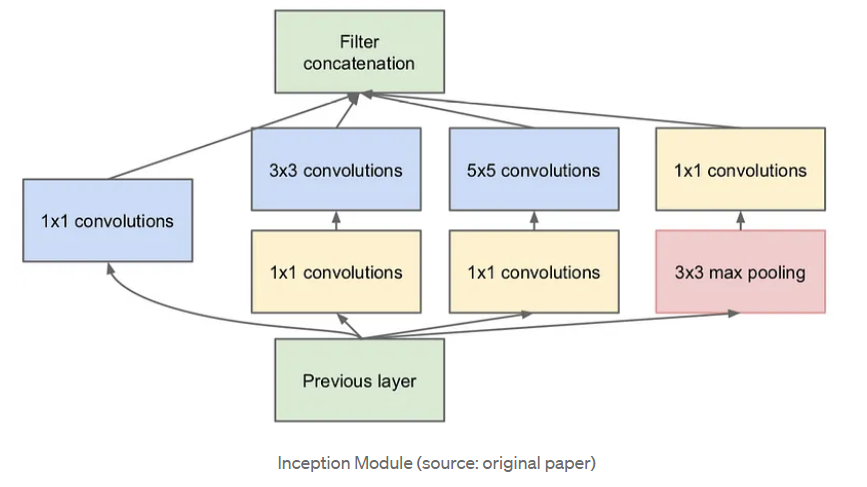 Filter
concatenation
3x3 convolutions
5x5 convolutions
1x1 convolutions
1x1 convolutions
1x1 convolutions
1x1 convolutions
3x3 max pooling
Previous layer
Inception Module (source: original paper)